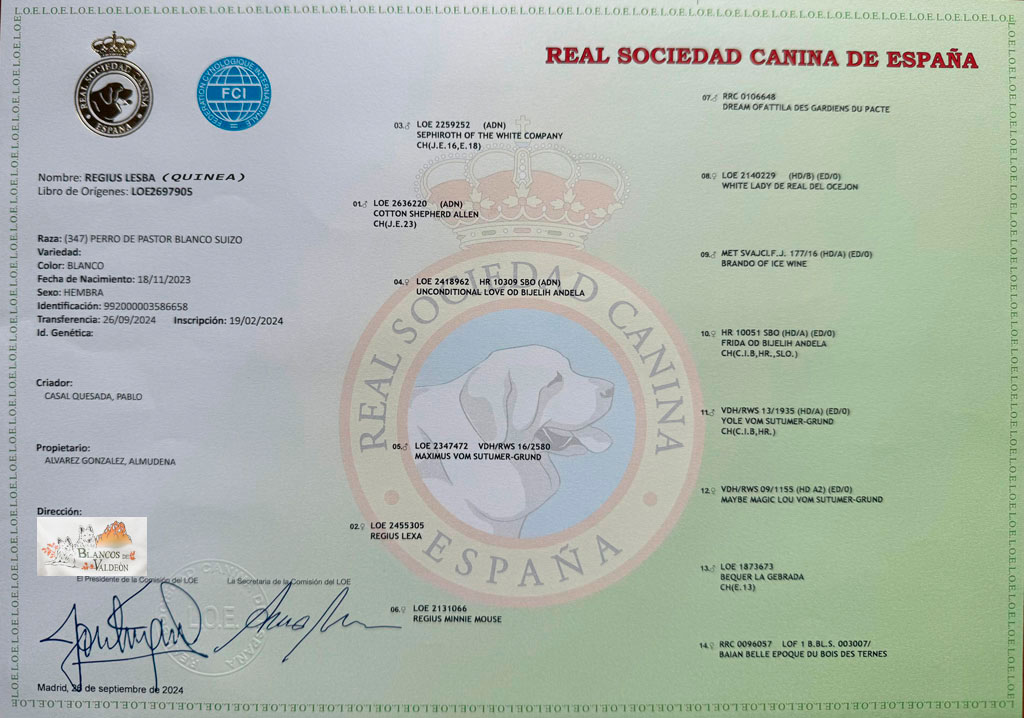 REAL SOCIEDAD CANINA DE ESPAÑA
REAL SOCIEDAD CANINA
ESPAÑA
FEDERATION CYNOLOGIQUE INTERNATIONALE
FCI
Nombre: REGIUS LESBA (QUINEA)
Libro de Orígenes: LOE2697905
Raza: (347) PERRO DE PASTOR BLANCO SUIZO
Variedad:
Color: BLANCO
Fecha de Nacimiento: 18/11/2023
Sexo: HEMBRA
Identificación: 992000003586658
Transferencia: 26/09/2024 Inscripción: 19/02/2024
Id. Genética:
Criador:
CASAL QUESADA, PABLO
Propietario:
ALVAREZ GONZALEZ, ALMUDENA
Dirección:
BLANCOS DE
VALDEÓN
El Presidente de la Comisión del LOE La Secretaria de la Comisión del LOE
L.O.E.
Madrid, de septiembre de 2024
01.♂ LOE 2636220 (ADN)
COTTON SHEPHERD ALLEN
CH(J.E.23)
02.♀ LOE 2455305
REGIUS LEXA
03.♂ LOE 2259252 (ADN)
SEPHIROTH OF THE WHITE COMPANY
CH(J.E.16,E.18)
04.♀ LOE 2418962 HR 10309 SBO (ADN)
UNCONDITIONAL LOVE OD BIJELIH ANDELA
05.♂ LOE 2347472 VDH/RWS 16/2580
MAXIMUS VOM SUTUMER-GRUND
06.♀ LOE 2131066
REGIUS MINNIE MOUSE
07.♂ RRC 0106648
DREAM OF ATTILA DES GARDIENS DU PACTE
08.♀ LOE 2140229 (HD/B) (ED/0)
WHITE LADY DE REAL DEL OCEJON
09.♂ MET SVAJCI.F.J. 177/16 (HD/A) (ED/0)
BRANDO OF ICE WINE
10.♀ HR 10051 SBO (HD/A) (ED/0)
FRIDA OD BIJELIH ANDELA
CH(C.I.B,HR.,SLO.)
11.♂ VDH/RWS 13/1935 (HD/A) (ED/0)
YOLE VOM SUTUMER-GRUND
CH(C.I.B,HR.)
12.♀ VDH/RWS 09/1155 (HD A2) (ED/0)
MAYBE MAGIC LOU VOM SUTUMER-GRUND
13.♂ LOE 1873673
BEQUER LA GEBRADA
CH(E.13)
14.♀ RRC 0096057 LOF 1 B.BL.S. 003007/
BAIAN BELLE EPOQUE DU BOIS DES TERNES
REAL SOCIEDAD CANINA
ESPAÑA